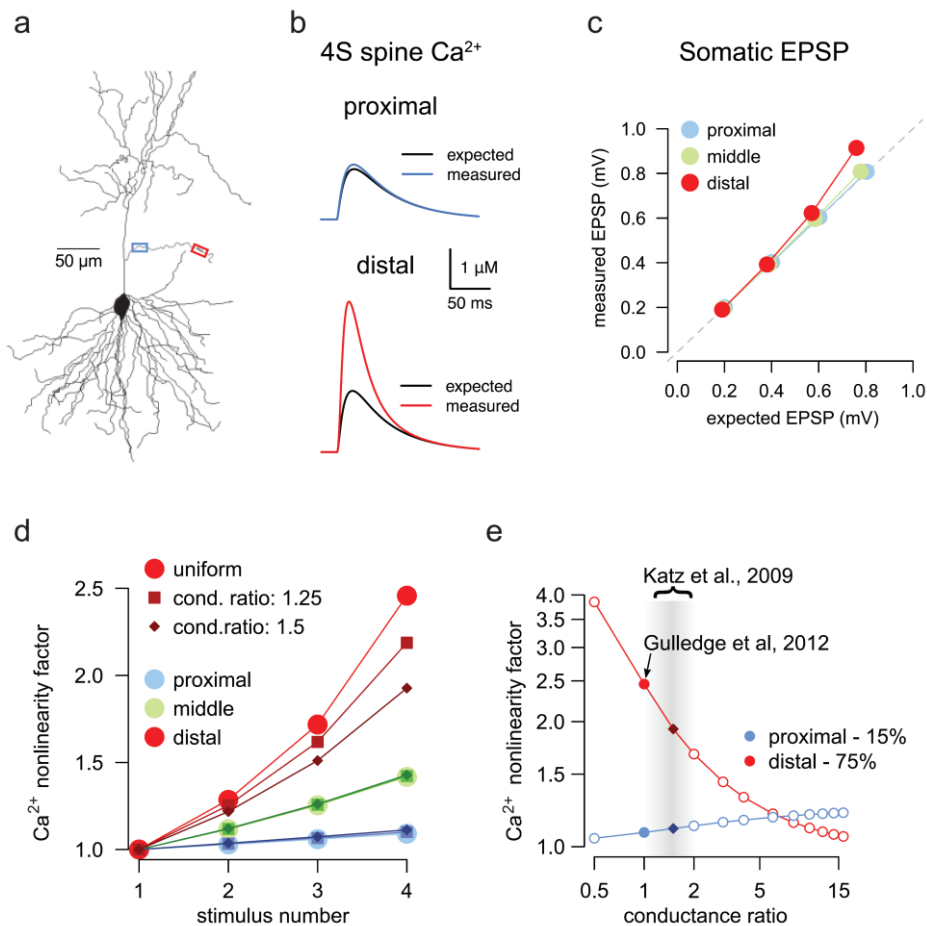 a
50 µm
b
4S spine Ca²⁺
proximal
expected
measured
distal
1 µM
50 ms
expected
measured
c
Somatic EPSP
measured EPSP (mV)
1.0
0.8
0.6
0.4
0.2
0.0
proximal
middle
distal
0.0 0.2 0.4 0.6 0.8 1.0
expected EPSP (mV)
d
Ca²⁺ nonlinearity factor
2.5
2.0
1.5
1.0
uniform
cond. ratio: 1.25
cond.ratio: 1.5
proximal
middle
distal
1 2 3 4
stimulus number
e
Ca²⁺ nonlinearity factor
4.0
3.5
3.0
2.5
2.0
1.5
1.0
Katz et al., 2009
Gulledge et al, 2012
proximal - 15%
distal - 75%
0.5 1 2 5 15
conductance ratio